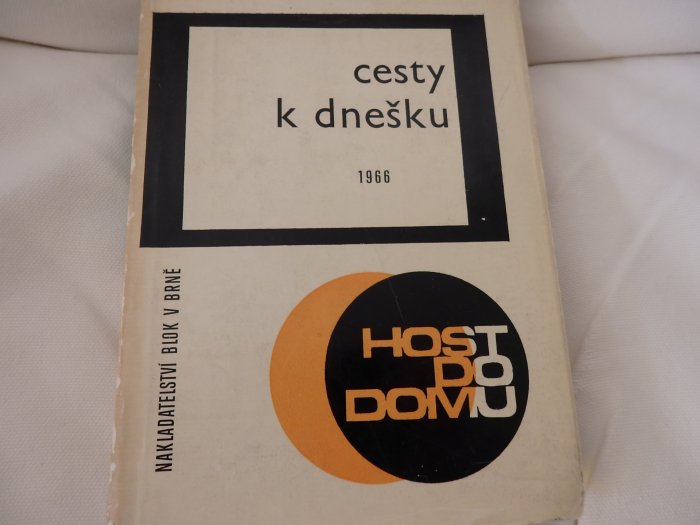 cesty
k dnešku
1966
NAKLADATELSTVÍ BLOK V BRNĚ
HOST
DO
DOMU